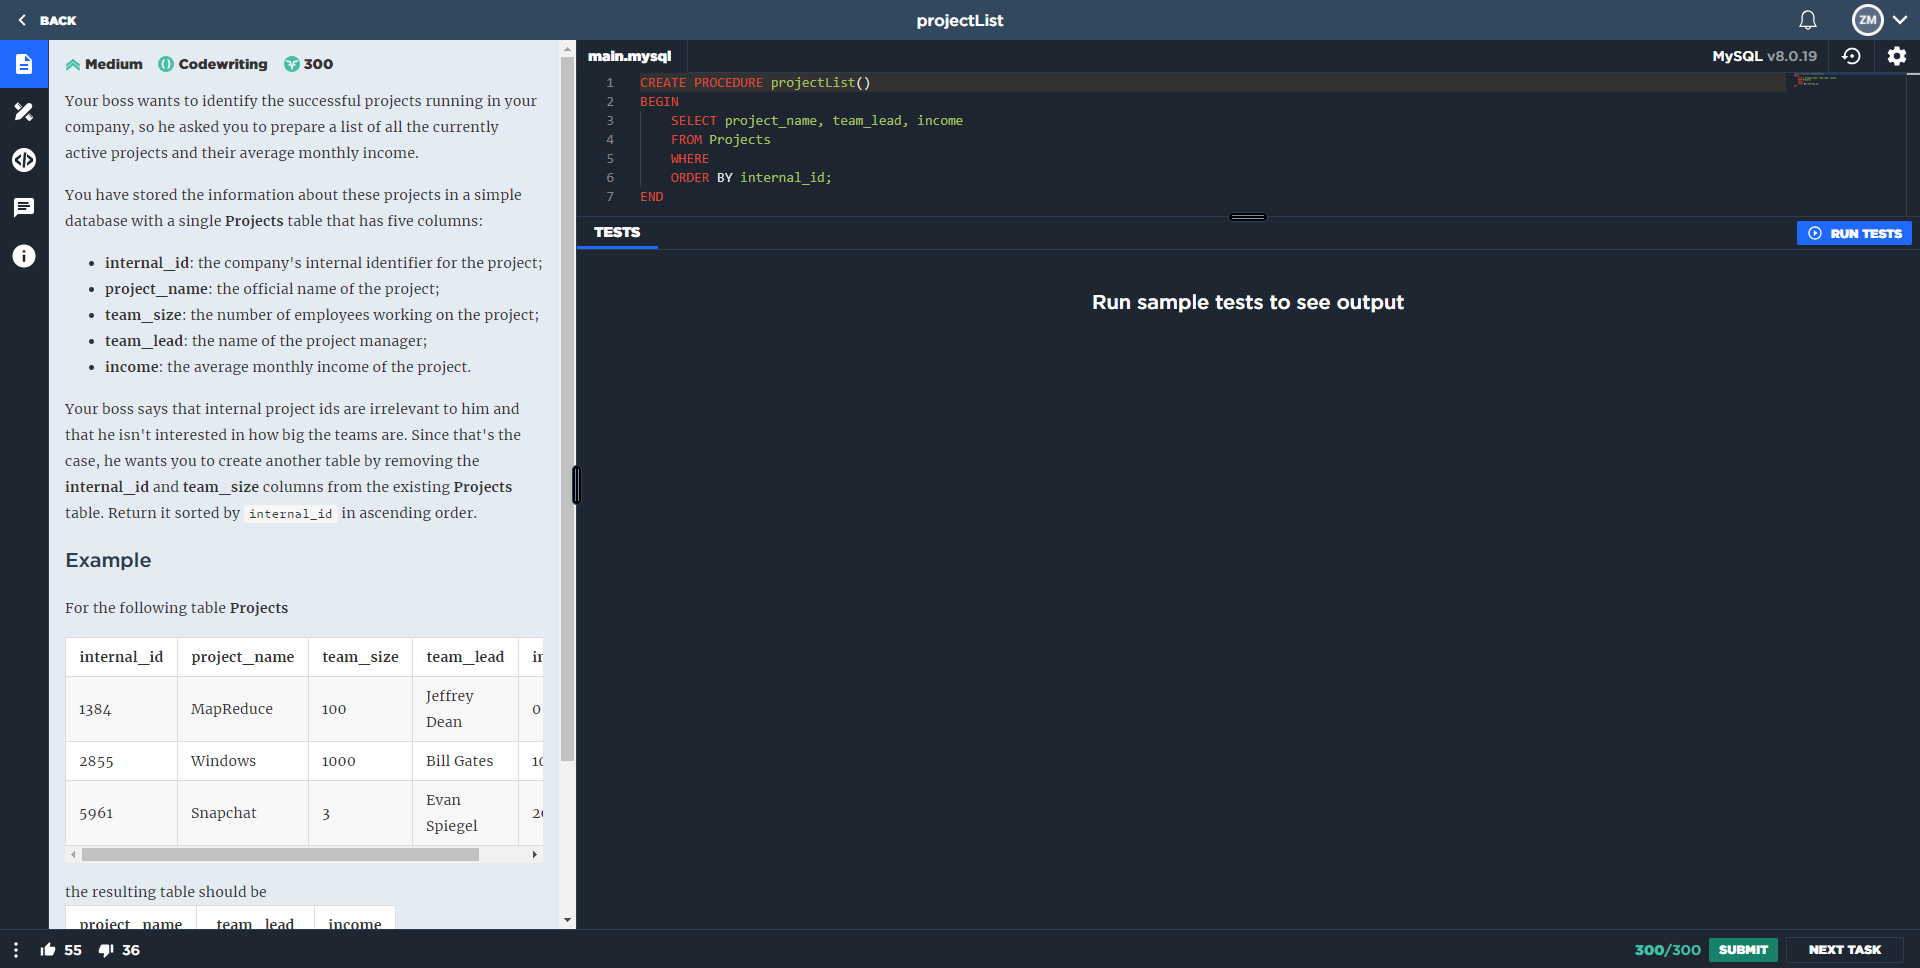 BACK
projectList
ZM
Medium Codewriting 300
Your boss wants to identify the successful projects running in your
company, so he asked you to prepare a list of all the currently
active projects and their average monthly income.
You have stored the information about these projects in a simple
database with a single Projects table that has five columns:
• internal_id: the company's internal identifier for the project;
• project_name: the official name of the project;
• team_size: the number of employees working on the project;
• team_lead: the name of the project manager;
• income: the average monthly income of the project.
Your boss says that internal project ids are irrelevant to him and
that he isn't interested in how big the teams are. Since that's the
case, he wants you to create another table by removing the
internal_id and team_size columns from the existing Projects
table. Return it sorted by internal_id in ascending order.
Example
For the following table Projects
internal_id project_name team_size team_lead
1384 MapReduce 100 Jeffrey Dean 0
2855 Windows 1000 Bill Gates
5961 Snapchat 3 Evan Spiegel
the resulting table should be
project_name team_lead income
55 36
main.mysql
MySQL v8.0.19
1 CREATE PROCEDURE projectList()
2 BEGIN
3 SELECT project_name, team_lead, income
4 FROM Projects
5 WHERE
6 ORDER BY internal_id;
7 END
TESTS
RUN TESTS
Run sample tests to see output
300/300 SUBMIT NEXT TASK